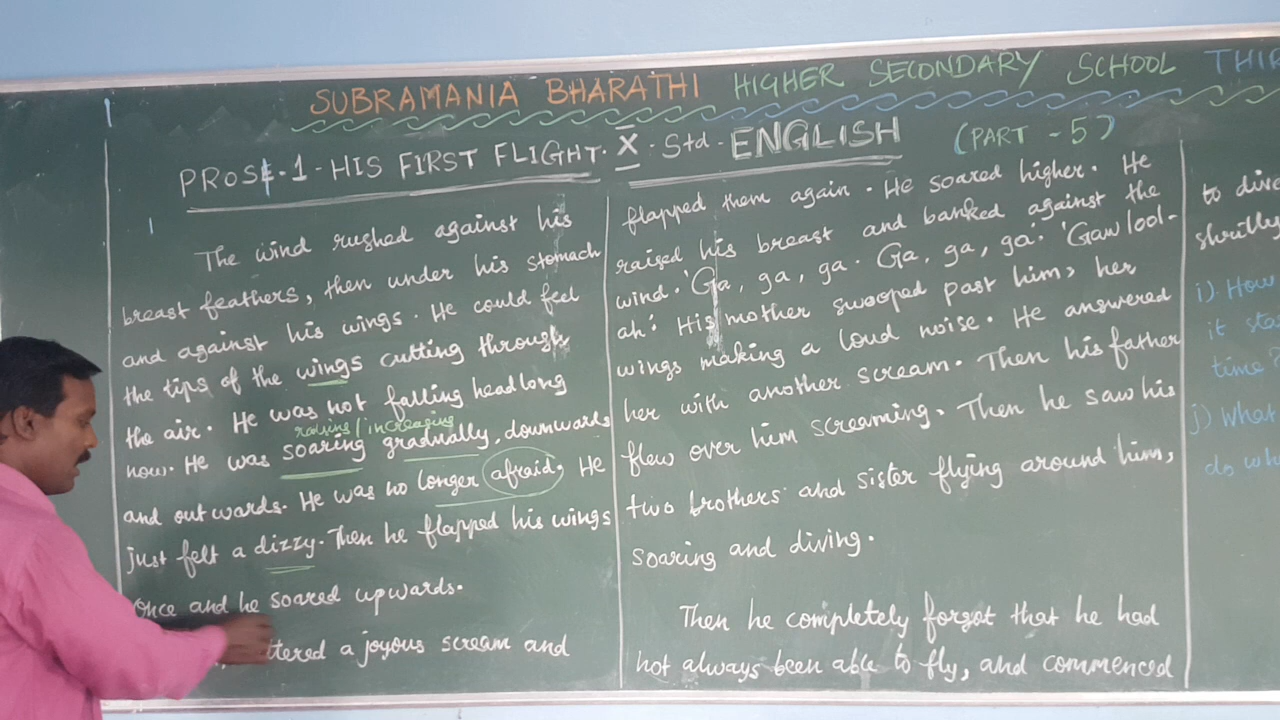 SUBRAMANIA BHARATHI HIGHER SECONDARY SCHOOL THIR
PROSE.1-HIS FIRST FLIGHT. X. Std - ENGLISH (PART -5)
The wind rushed against his
breast feathers, then under his stomach
and against his wings. He could feel
the tips of the wings cutting through
the air. He was not falling headlong
raising/increasing
now. He was soaring gradually, downwards
and outwards. He was no longer afraid. He
just felt a dizzy. Then he flapped his wings
Once and he soared upwards.
ttered a joyous scream and
flapped them again. He soared higher. He
raised his breast and banked against the
wind. 'Ga, ga, ga. Ga, ga, ga'. 'Gaw lool-
ah.' His mother swooped past him, her
wings making a loud noise. He answered
her with another scream. Then his father
flew over him screaming. Then he saw his
two brothers and sister flying around him,
soaring and diving.
Then he completely forgot that he had
not always been able to fly, and commenced
to dive
shrilly
i). How
it sta
time?
j) What
do wh